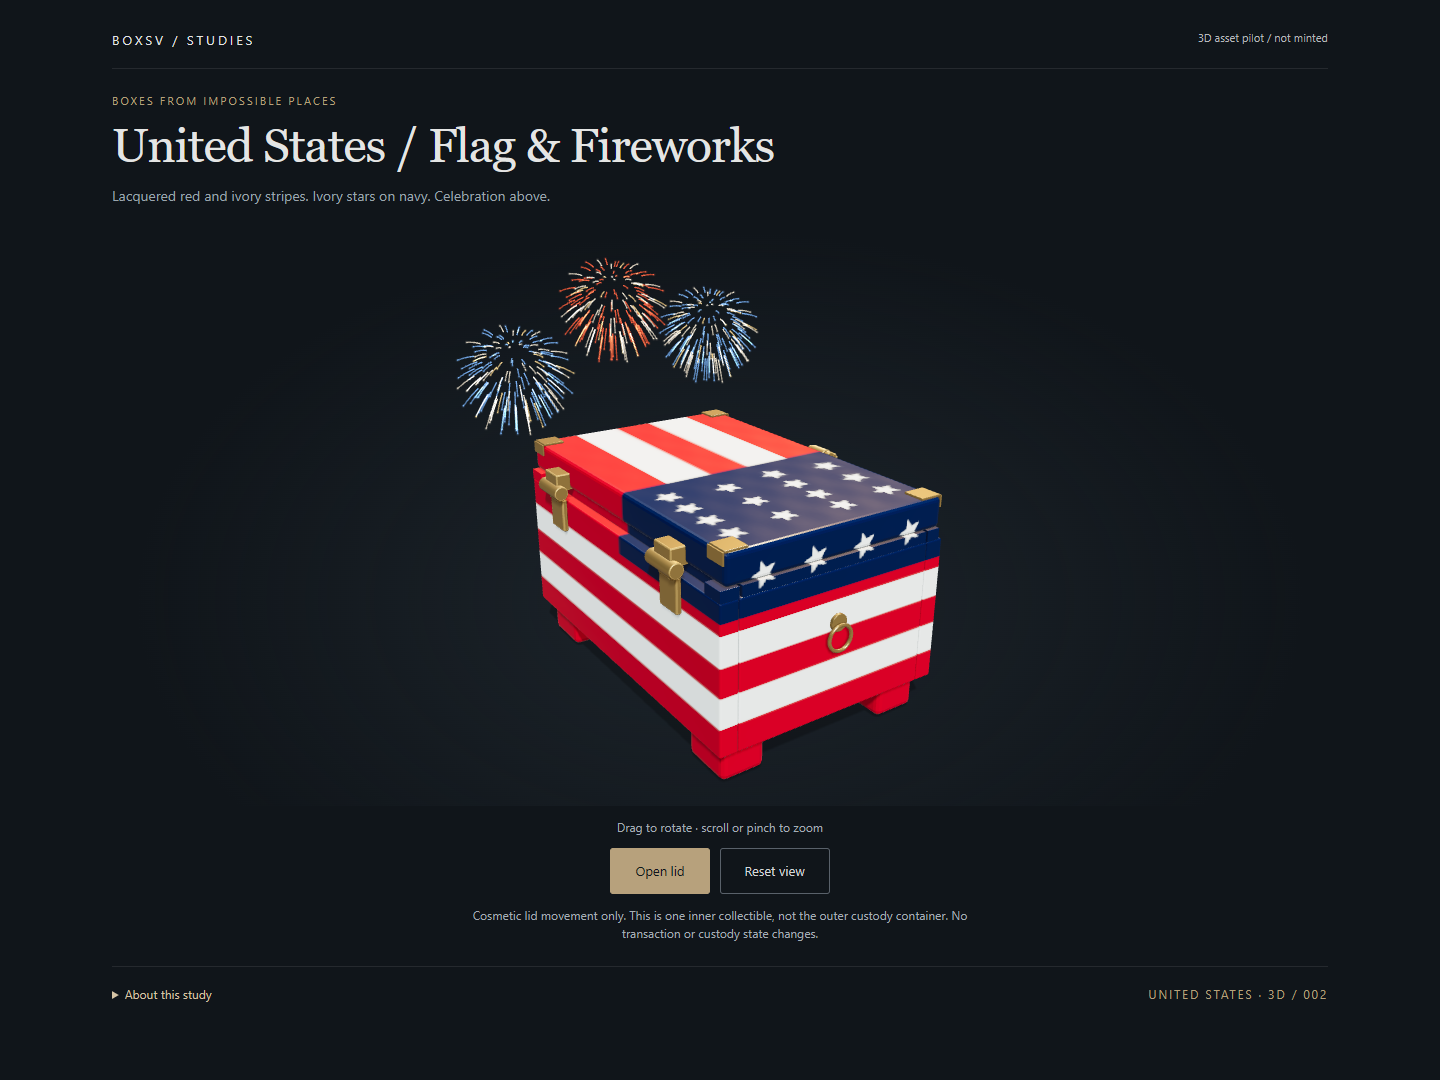 BOXSV / STUDIES
3D asset pilot / not minted
BOXES FROM IMPOSSIBLE PLACES
United States / Flag & Fireworks
Lacquered red and ivory stripes. Ivory stars on navy. Celebration above.
Drag to rotate · scroll or pinch to zoom
Open lid
Reset view
Cosmetic lid movement only. This is one inner collectible, not the outer custody container. No
transaction or custody state changes.
About this study
UNITED STATES · 3D / 002